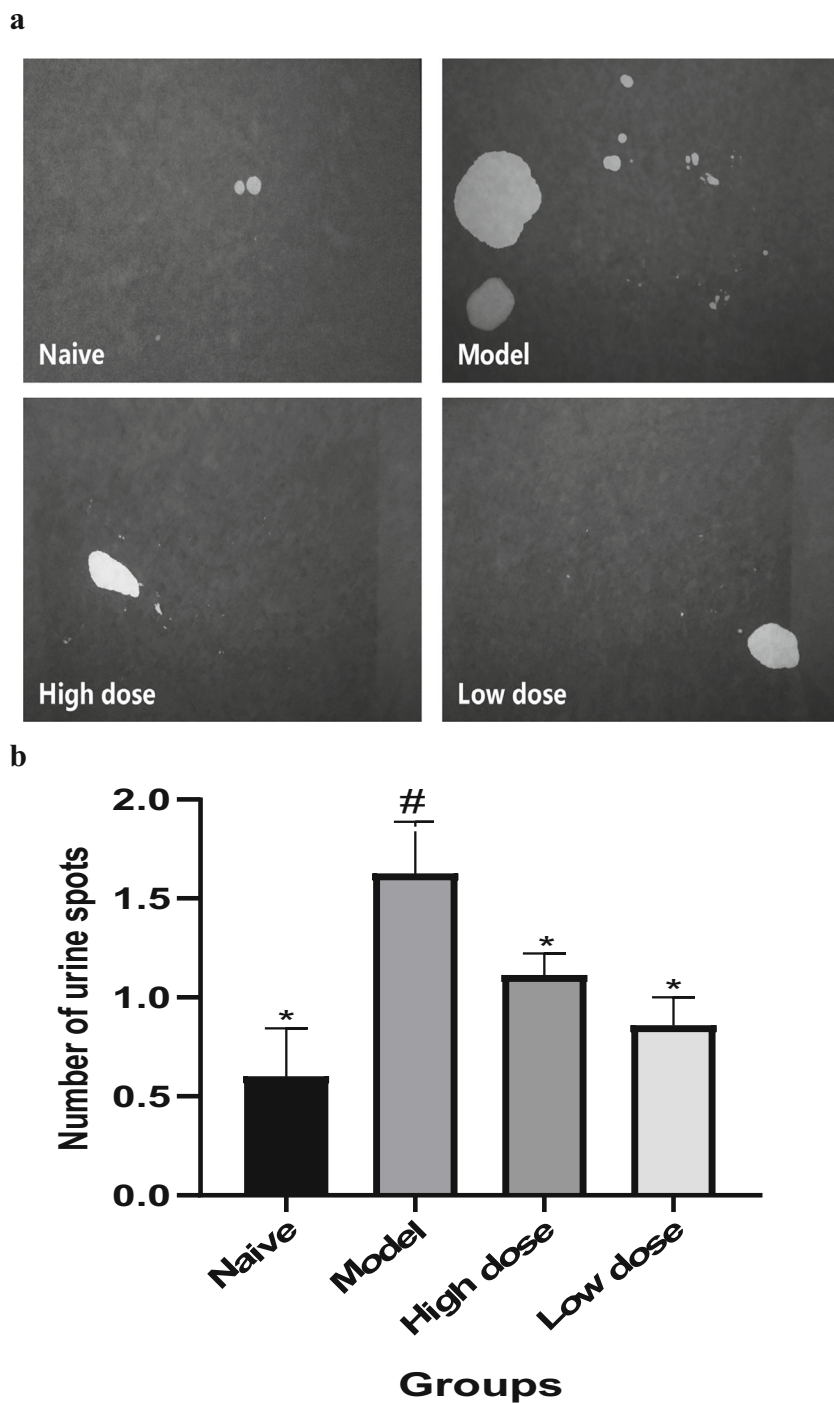 a
Naive
Model
High dose
Low dose
b
Number of urine spots
2.0
1.5
1.0
0.5
0.0
*
#
*
*
Naive
Model
High dose
Low dose
Groups